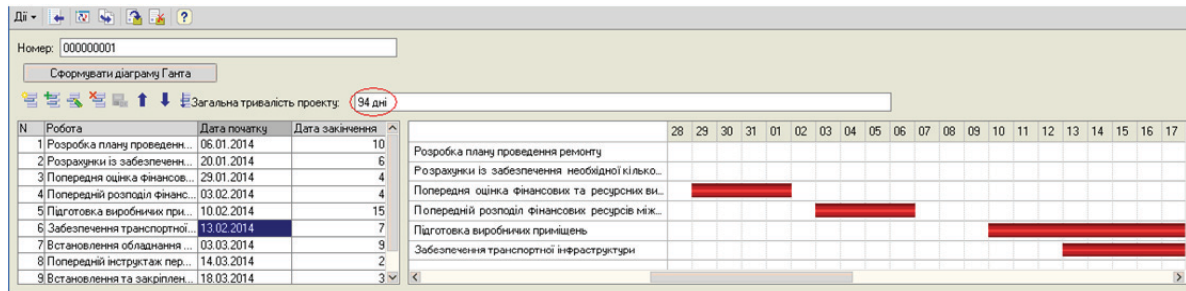 Дії
?
Номер: 000000001
Сформувати діаграму Ганта
Загальна тривалість проекту: 94 дні
N Робота Дата початку Дата закінчення
1 Розробка плану проведенн... 06.01.2014 10
2 Розрахунки із забезпеченн... 20.01.2014 6
3 Попередня оцінка фінансов... 29.01.2014 4
4 Попередній розподіл фінанс... 03.02.2014 4
5 Підготовка виробничих при... 10.02.2014 15
6 Забезпечення транспортної... 13.02.2014 7
7 Встановлення обладнання ... 03.03.2014 9
8 Попередній інструктаж пер... 14.03.2014 2
9 Встановлення та закріплен... 18.03.2014 3
28 29 30 31 01 02 03 04 05 06 07 08 09 10 11 12 13 14 15 16 17
Розробка плану проведення ремонту
Розрахунки із забезпечення необхідної кілько...
Попередня оцінка фінансових та ресурсних ви...
Попередній розподіл фінансових ресурсів між...
Підготовка виробничих приміщень
Забезпечення транспортної інфраструктури